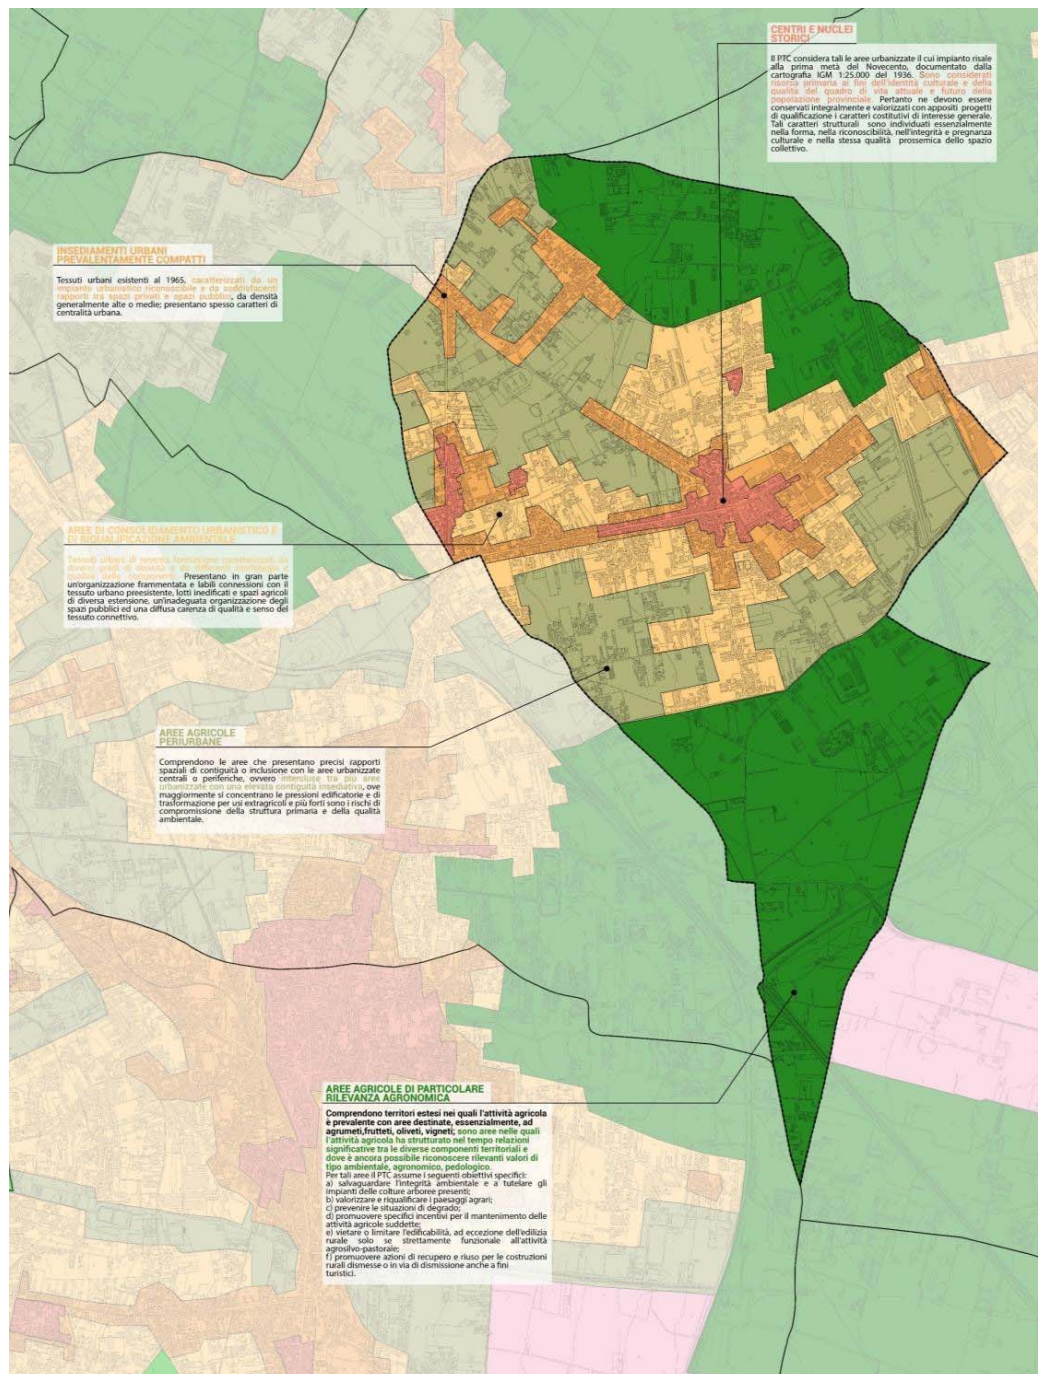 CENTRI E NUCLEI
STORICI
Il PTC considera tali le aree urbanizzate il cui impianto risale
alla prima metà del Novecento, documentato dalla
cartografia IGM 1:25.000 del 1936. Sono considerati
risorsa primaria ai fini dell'identità culturale e della
qualità del quadro di vita attuale e futuro della
popolazione provinciale. Pertanto ne devono essere
conservati integralmente e valorizzati con appositi progetti
di qualificazione i caratteri costitutivi di interesse generale.
Tali caratteri strutturali sono individuati essenzialmente
nella forma, nella riconoscibilità, nell'integrità e pregnanza
culturale e nella stessa qualità prossemica dello spazio
collettivo.
INSEDIAMENTI URBANI
PREVALENTEMENTE COMPATTI
Tessuti urbani esistenti al 1965, caratterizzati da un
impianto urbanistico riconoscibile e da soddisfacenti
rapporti tra spazi privati e spazi pubblici, da densità
generalmente alte o medie; presentano spesso caratteri di
centralità urbana.
AREE DI CONSOLIDAMENTO URBANISTICO E
DI RIQUALIFICAZIONE AMBIENTALE
Tessuti urbani di recente formazione caratterizzati da
diversi gradi di densità e da differenti morfologie e
qualità delle componenti. Presentano in gran parte
un'organizzazione frammentata e labili connessioni con il
tessuto urbano preesistente, lotti inedificati e spazi agricoli
di diversa estensione, un'inadeguata organizzazione degli
spazi pubblici ed una diffusa carenza di qualità e senso del
tessuto connettivo.
AREE AGRICOLE
PERIURBANE
Comprendono le aree che presentano precisi rapporti
spaziali di contiguità o inclusione con le aree urbanizzate
centrali o periferiche, ovvero intercluse tra più aree
urbanizzate con una elevata contiguità insediativa, ove
maggiormente si concentrano le pressioni edificatorie e di
trasformazione per usi extragricoli e più forti sono i rischi di
compromissione della struttura primaria e della qualità
ambientale.
AREE AGRICOLE DI PARTICOLARE
RILEVANZA AGRONOMICA
Comprendono territori estesi nei quali l'attività agricola
è prevalente con aree destinate, essenzialmente, ad
agrumeti,frutteti, oliveti, vigneti; sono aree nelle quali
l'attività agricola ha strutturato nel tempo relazioni
significative tra le diverse componenti territoriali e
dove è ancora possibile riconoscere rilevanti valori di
tipo ambientale, agronomico, pedologico.
Per tali aree il PTC assume i seguenti obiettivi specifici:
a) salvaguardare l'integrità ambientale e a tutelare gli
impianti delle colture arboree presenti;
b) valorizzare e riqualificare i paesaggi agrari;
c) prevenire le situazioni di degrado;
d) promuovere specifici incentivi per il mantenimento delle
attività agricole suddette;
e) vietare o limitare l'edificabilità, ad eccezione dell'edilizia
rurale solo se strettamente funzionale all'attività
agrosilvo-pastorale;
f) promuovere azioni di recupero e riuso per le costruzioni
rurali dismesse o in via di dismissione anche a fini
turistici.